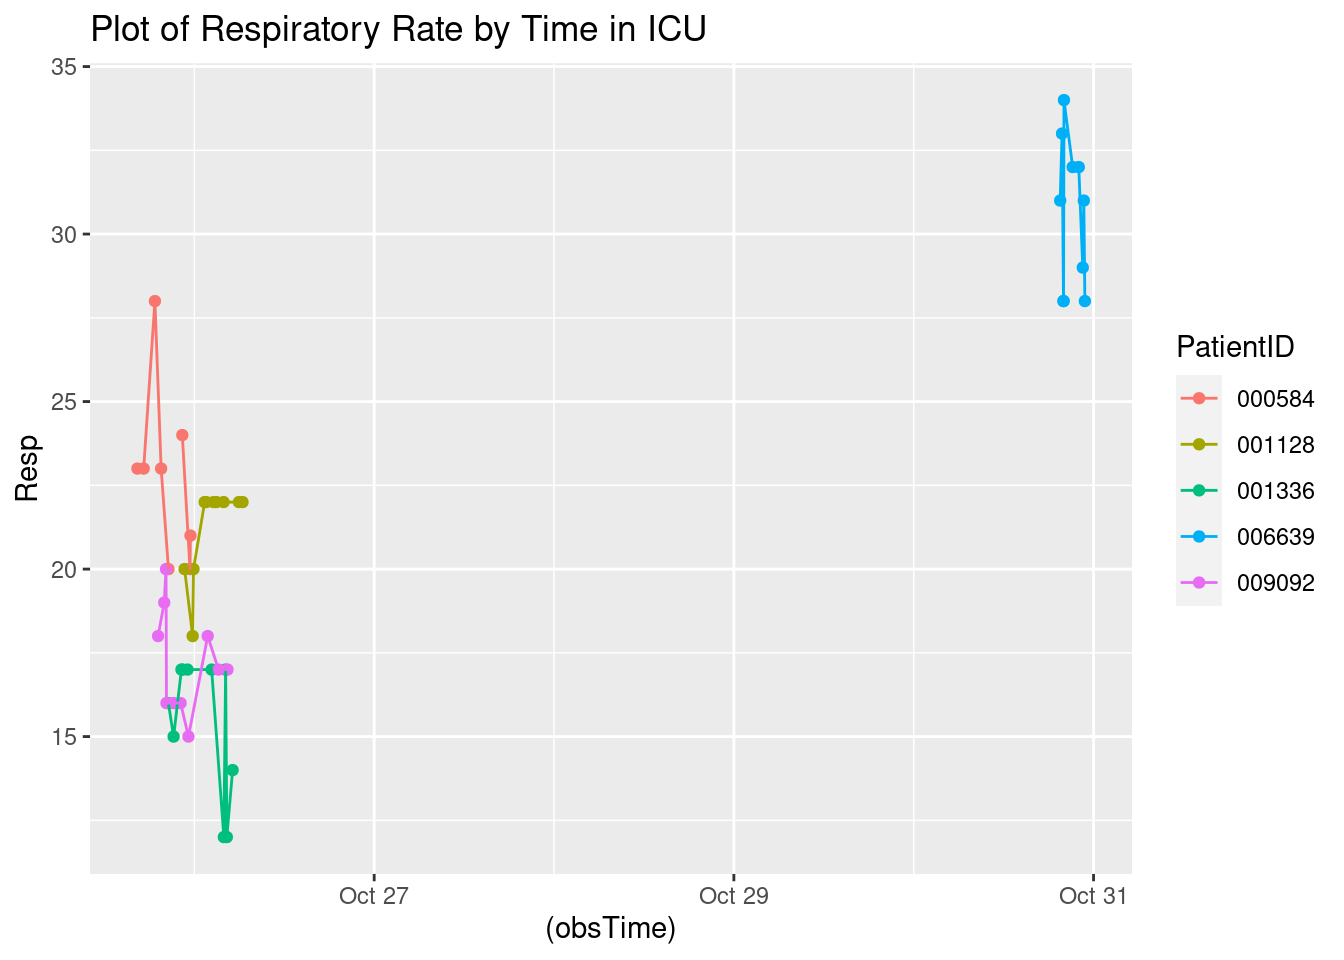 Plot of Respiratory Rate by Time in ICU
35
30
25
20
15
Resp
Oct 27
Oct 29
Oct 31
(obsTime)
PatientID
000584
001128
001336
006639
009092